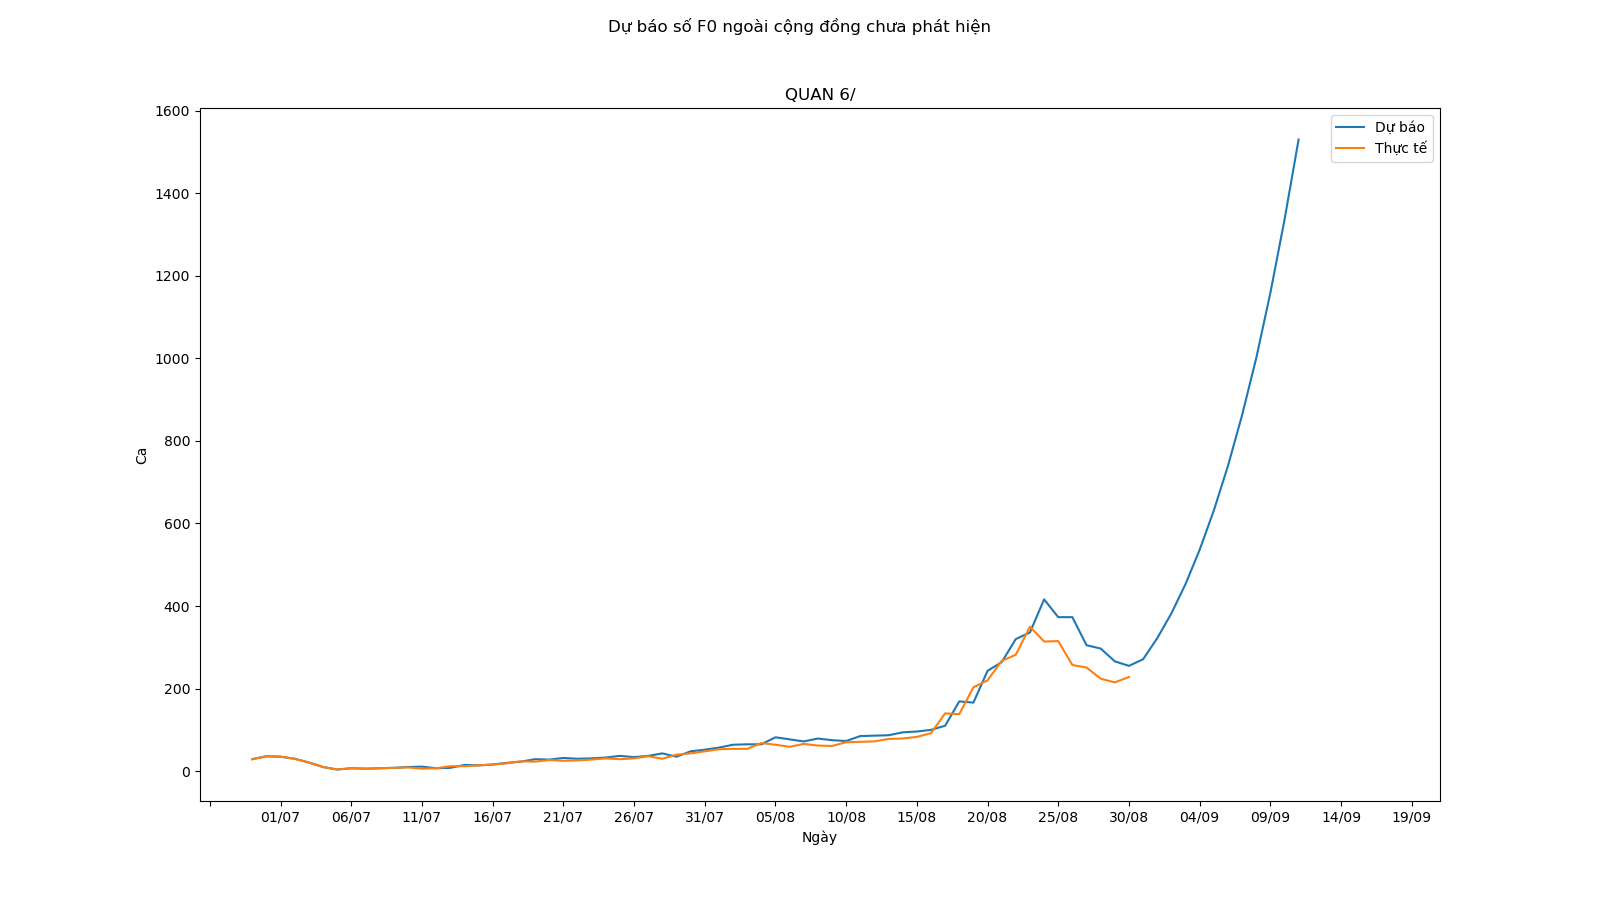 Dự báo số F0 ngoài cộng đồng chưa phát hiện
QUAN 6/
Dự báo
Thực tế
1600
1400
1200
1000
800
600
400
200
0
Ca
01/07 06/07 11/07 16/07 21/07 26/07 31/07 05/08 10/08 15/08 20/08 25/08 30/08 04/09 09/09 14/09 19/09
Ngày